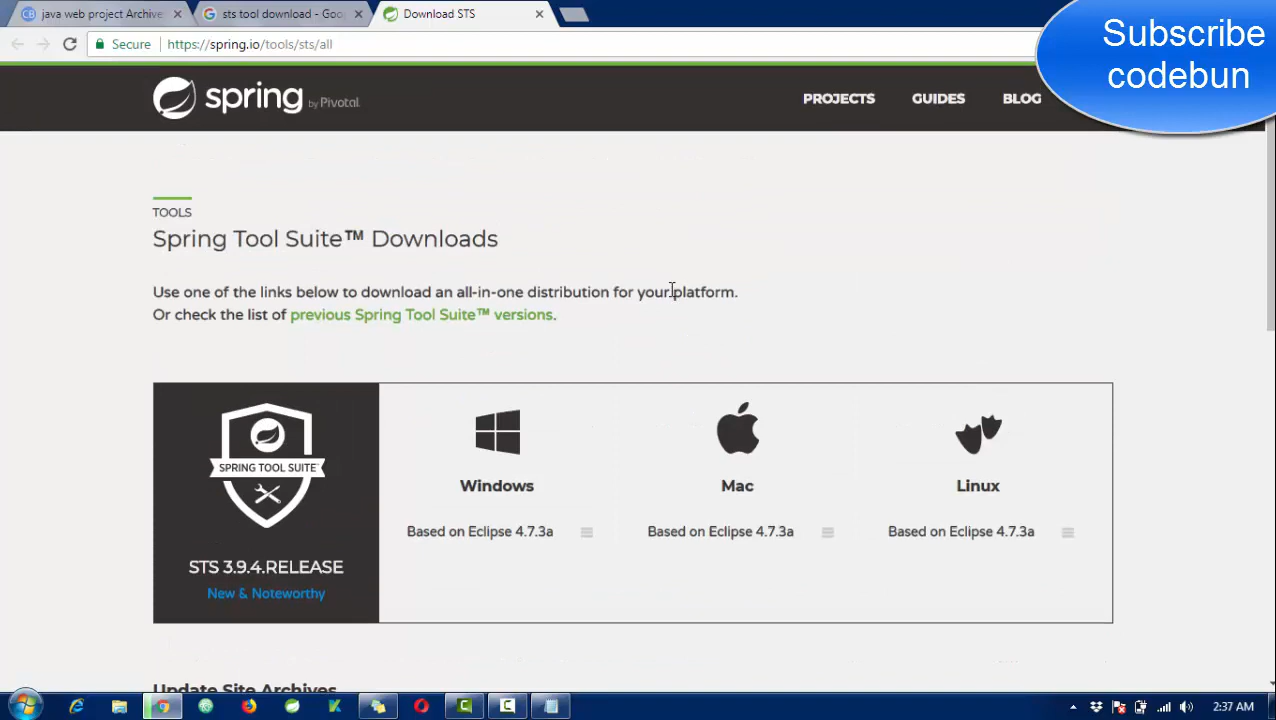 java web project Archive
sts tool download - Goo
Download STS
Secure
https://spring.io/tools/sts/all
Subscribe
codebun
spring by Pivotal
PROJECTS
GUIDES
BLOG
TOOLS
Spring Tool Suite™ Downloads
Use one of the links below to download an all-in-one distribution for your platform.
Or check the list of previous Spring Tool Suite™ versions.
SPRING TOOL SUITE
STS 3.9.4.RELEASE
New & Noteworthy
Windows
Based on Eclipse 4.7.3a
Mac
Based on Eclipse 4.7.3a
Linux
Based on Eclipse 4.7.3a
Update Site Archives
2:37 AM